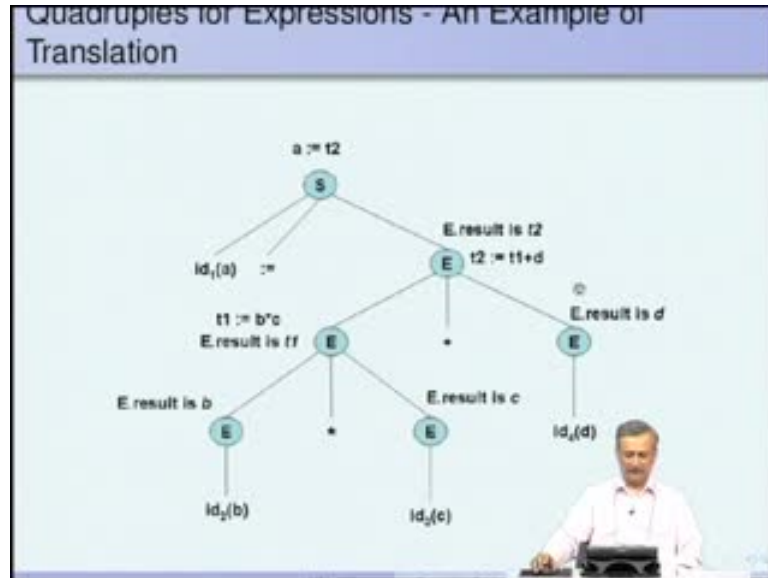 Quadruples for Expressions - An Example of
Translation
a := t2
S
E.result is t2
id₁(a) :=
E t2 := t1+d
E.result is d
t1 := b*c
E.result is t1 E
E
E.result is b
E.result is c
E * E
id₄(d)
id₂(b)
id₃(c)